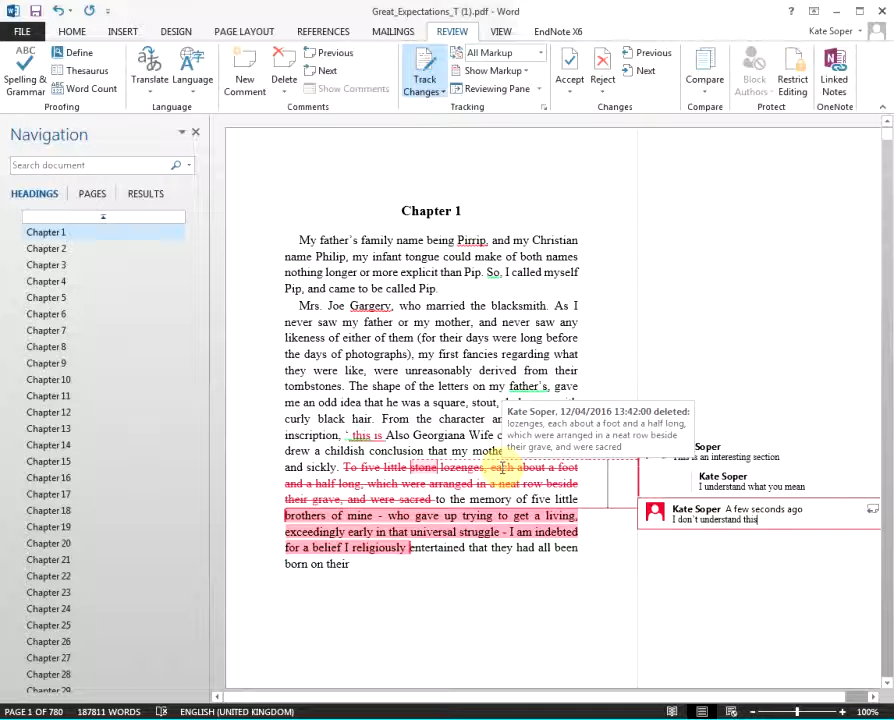 Great_Expectations_T (1).pdf - Word
FILE HOME INSERT DESIGN PAGE LAYOUT REFERENCES MAILINGS REVIEW VIEW EndNote X6 Kate Soper
ABC Define Previous All Markup Previous
Thesaurus Next Show Markup Next
Spelling & Grammar Word Count Translate Language New Comment Delete Show Comments Track Changes Reviewing Pane Accept Reject Compare Block Authors Restrict Editing Linked Notes
Proofing Language Comments Tracking Changes Compare Protect OneNote
Navigation
Search document
HEADINGS PAGES RESULTS
Chapter 1
Chapter 2
Chapter 3
Chapter 4
Chapter 5
Chapter 6
Chapter 7
Chapter 8
Chapter 9
Chapter 10
Chapter 11
Chapter 12
Chapter 13
Chapter 14
Chapter 15
Chapter 16
Chapter 17
Chapter 18
Chapter 19
Chapter 20
Chapter 21
Chapter 22
Chapter 23
Chapter 24
Chapter 25
Chapter 26
Chapter 27
Chapter 28
Chapter 29
Chapter 1
My father's family name being Pirrip, and my Christian
name Philip, my infant tongue could make of both names
nothing longer or more explicit than Pip. So, I called myself
Pip, and came to be called Pip.
Mrs. Joe Gargery, who married the blacksmith. As I
never saw my father or my mother, and never saw any
likeness of either of them (for their days were long before
the days of photographs), my first fancies regarding what
they were like, were unreasonably derived from their
tombstones. The shape of the letters on my father's, gave
me an odd idea that he was a square, stout,
curly black hair. From the character an
inscription, ' this is Also Georgiana Wife
drew a childish conclusion that my moth
and sickly. To five little stone lozenges, each about a foot
and a half long, which were arranged in a neat row beside
their grave, and were sacred to the memory of five little
brothers of mine - who gave up trying to get a living,
exceedingly early in that universal struggle - I am indebted
for a belief I religiously entertained that they had all been
born on their
Kate Soper, 12/04/2016 13:42:00 deleted:
lozenges, each about a foot and a half long,
which were arranged in a neat row beside
their grave, and were sacred
Soper
This is an interesting section
Kate Soper
I understand what you mean
Kate Soper A few seconds ago
I don't understand this
PAGE 1 OF 780 187811 WORDS ENGLISH (UNITED KINGDOM) 100%